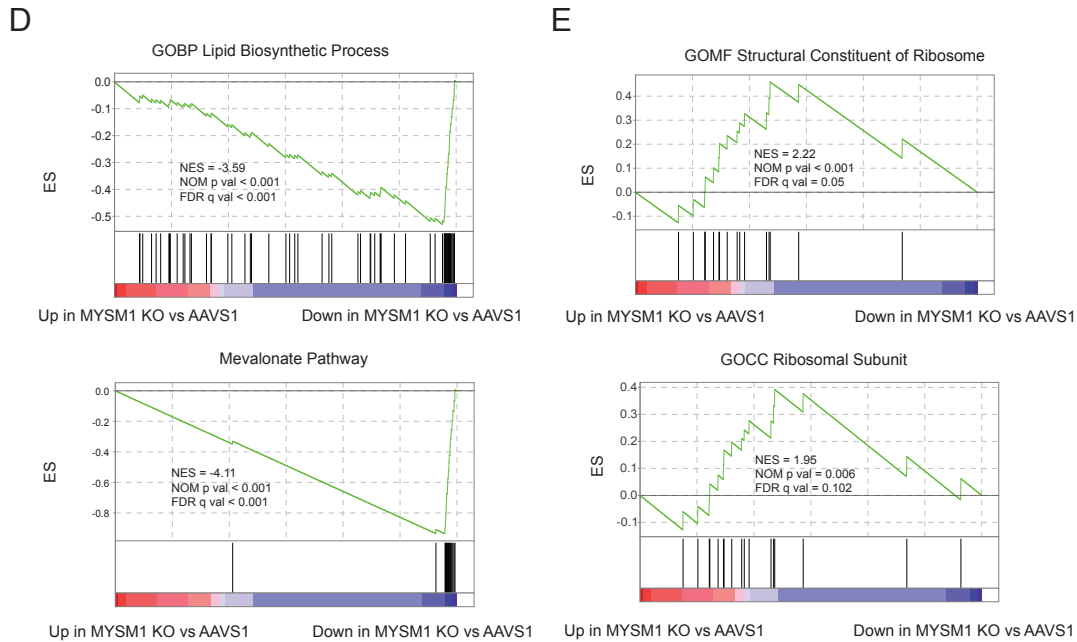 D
GOBP Lipid Biosynthetic Process
0.0
-0.1
-0.2
-0.3
-0.4
-0.5
ES
NES = -3.59
NOM p val < 0.001
FDR q val < 0.001
Up in MYSM1 KO vs AAVS1
Down in MYSM1 KO vs AAVS1
Mevalonate Pathway
0.0
-0.2
-0.4
-0.6
-0.8
ES
NES = -4.11
NOM p val < 0.001
FDR q val < 0.001
Up in MYSM1 KO vs AAVS1
Down in MYSM1 KO vs AAVS1
E
GOMF Structural Constituent of Ribosome
0.4
0.3
0.2
0.1
0.0
-0.1
ES
NES = 2.22
NOM p val < 0.001
FDR q val = 0.05
Up in MYSM1 KO vs AAVS1
Down in MYSM1 KO vs AAVS1
GOCC Ribosomal Subunit
0.4
0.3
0.2
0.1
0.0
-0.1
ES
NES = 1.95
NOM p val = 0.006
FDR q val = 0.102
Up in MYSM1 KO vs AAVS1
Down in MYSM1 KO vs AAVS1